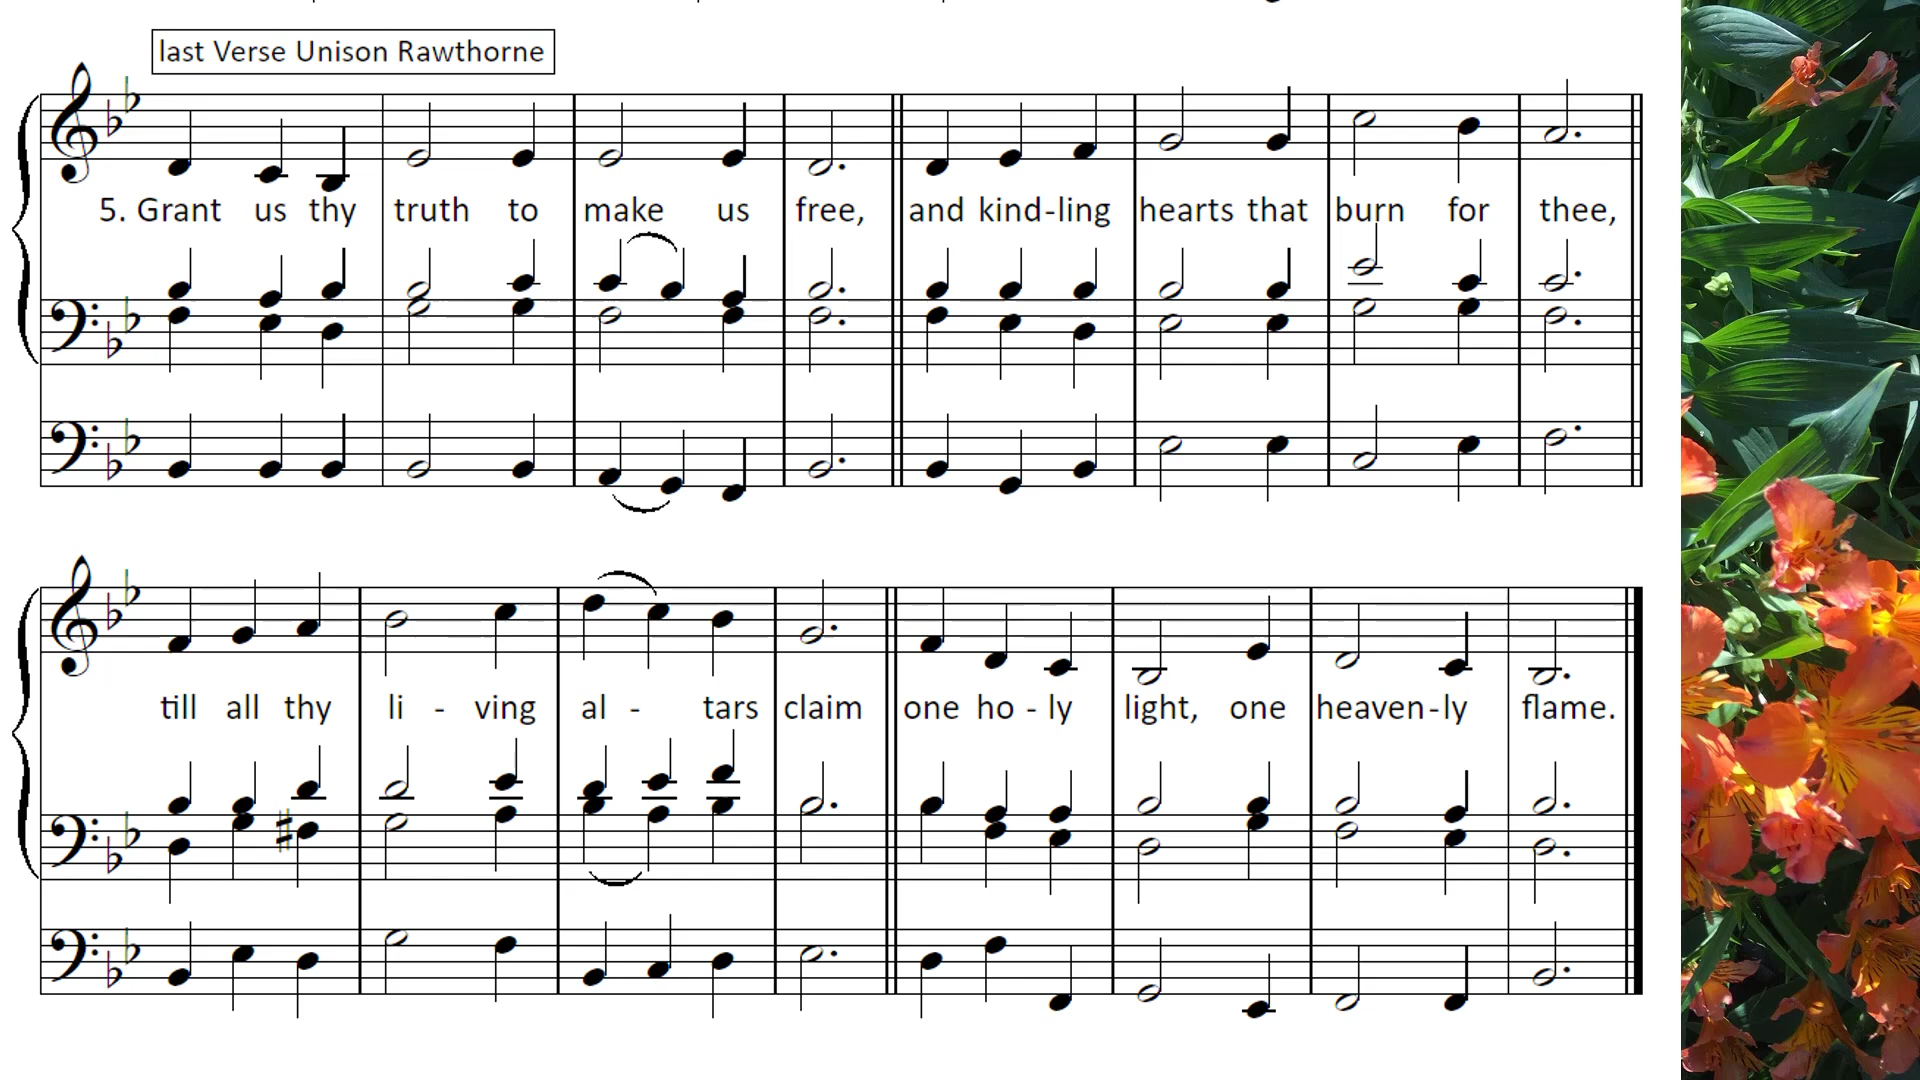 last Verse Unison Rawthorne
5. Grant us thy truth to make us free, and kind-ling hearts that burn for thee,
till all thy li - ving al - tars claim one ho - ly light, one heaven-ly flame.